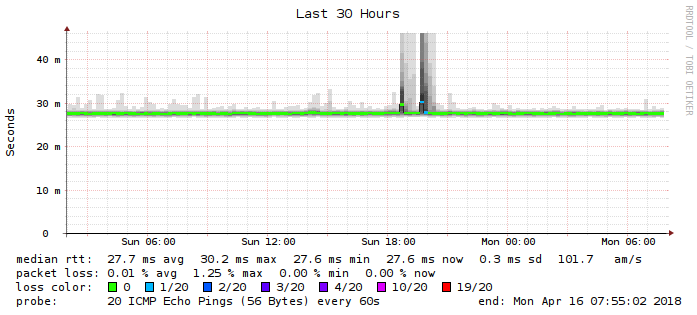 Last 30 Hours
RRDTOOL / TOBI OETIKER
Seconds
40 m
30 m
20 m
10 m
0
Sun 06:00 Sun 12:00 Sun 18:00 Mon 00:00 Mon 06:00
median rtt: 27.7 ms avg 30.2 ms max 27.6 ms min 27.6 ms now 0.3 ms sd 101.7 am/s
packet loss: 0.01 % avg 1.25 % max 0.00 % min 0.00 % now
loss color: 0 1/20 2/20 3/20 4/20 10/20 19/20
probe: 20 ICMP Echo Pings (56 Bytes) every 60s end: Mon Apr 16 07:55:02 2018